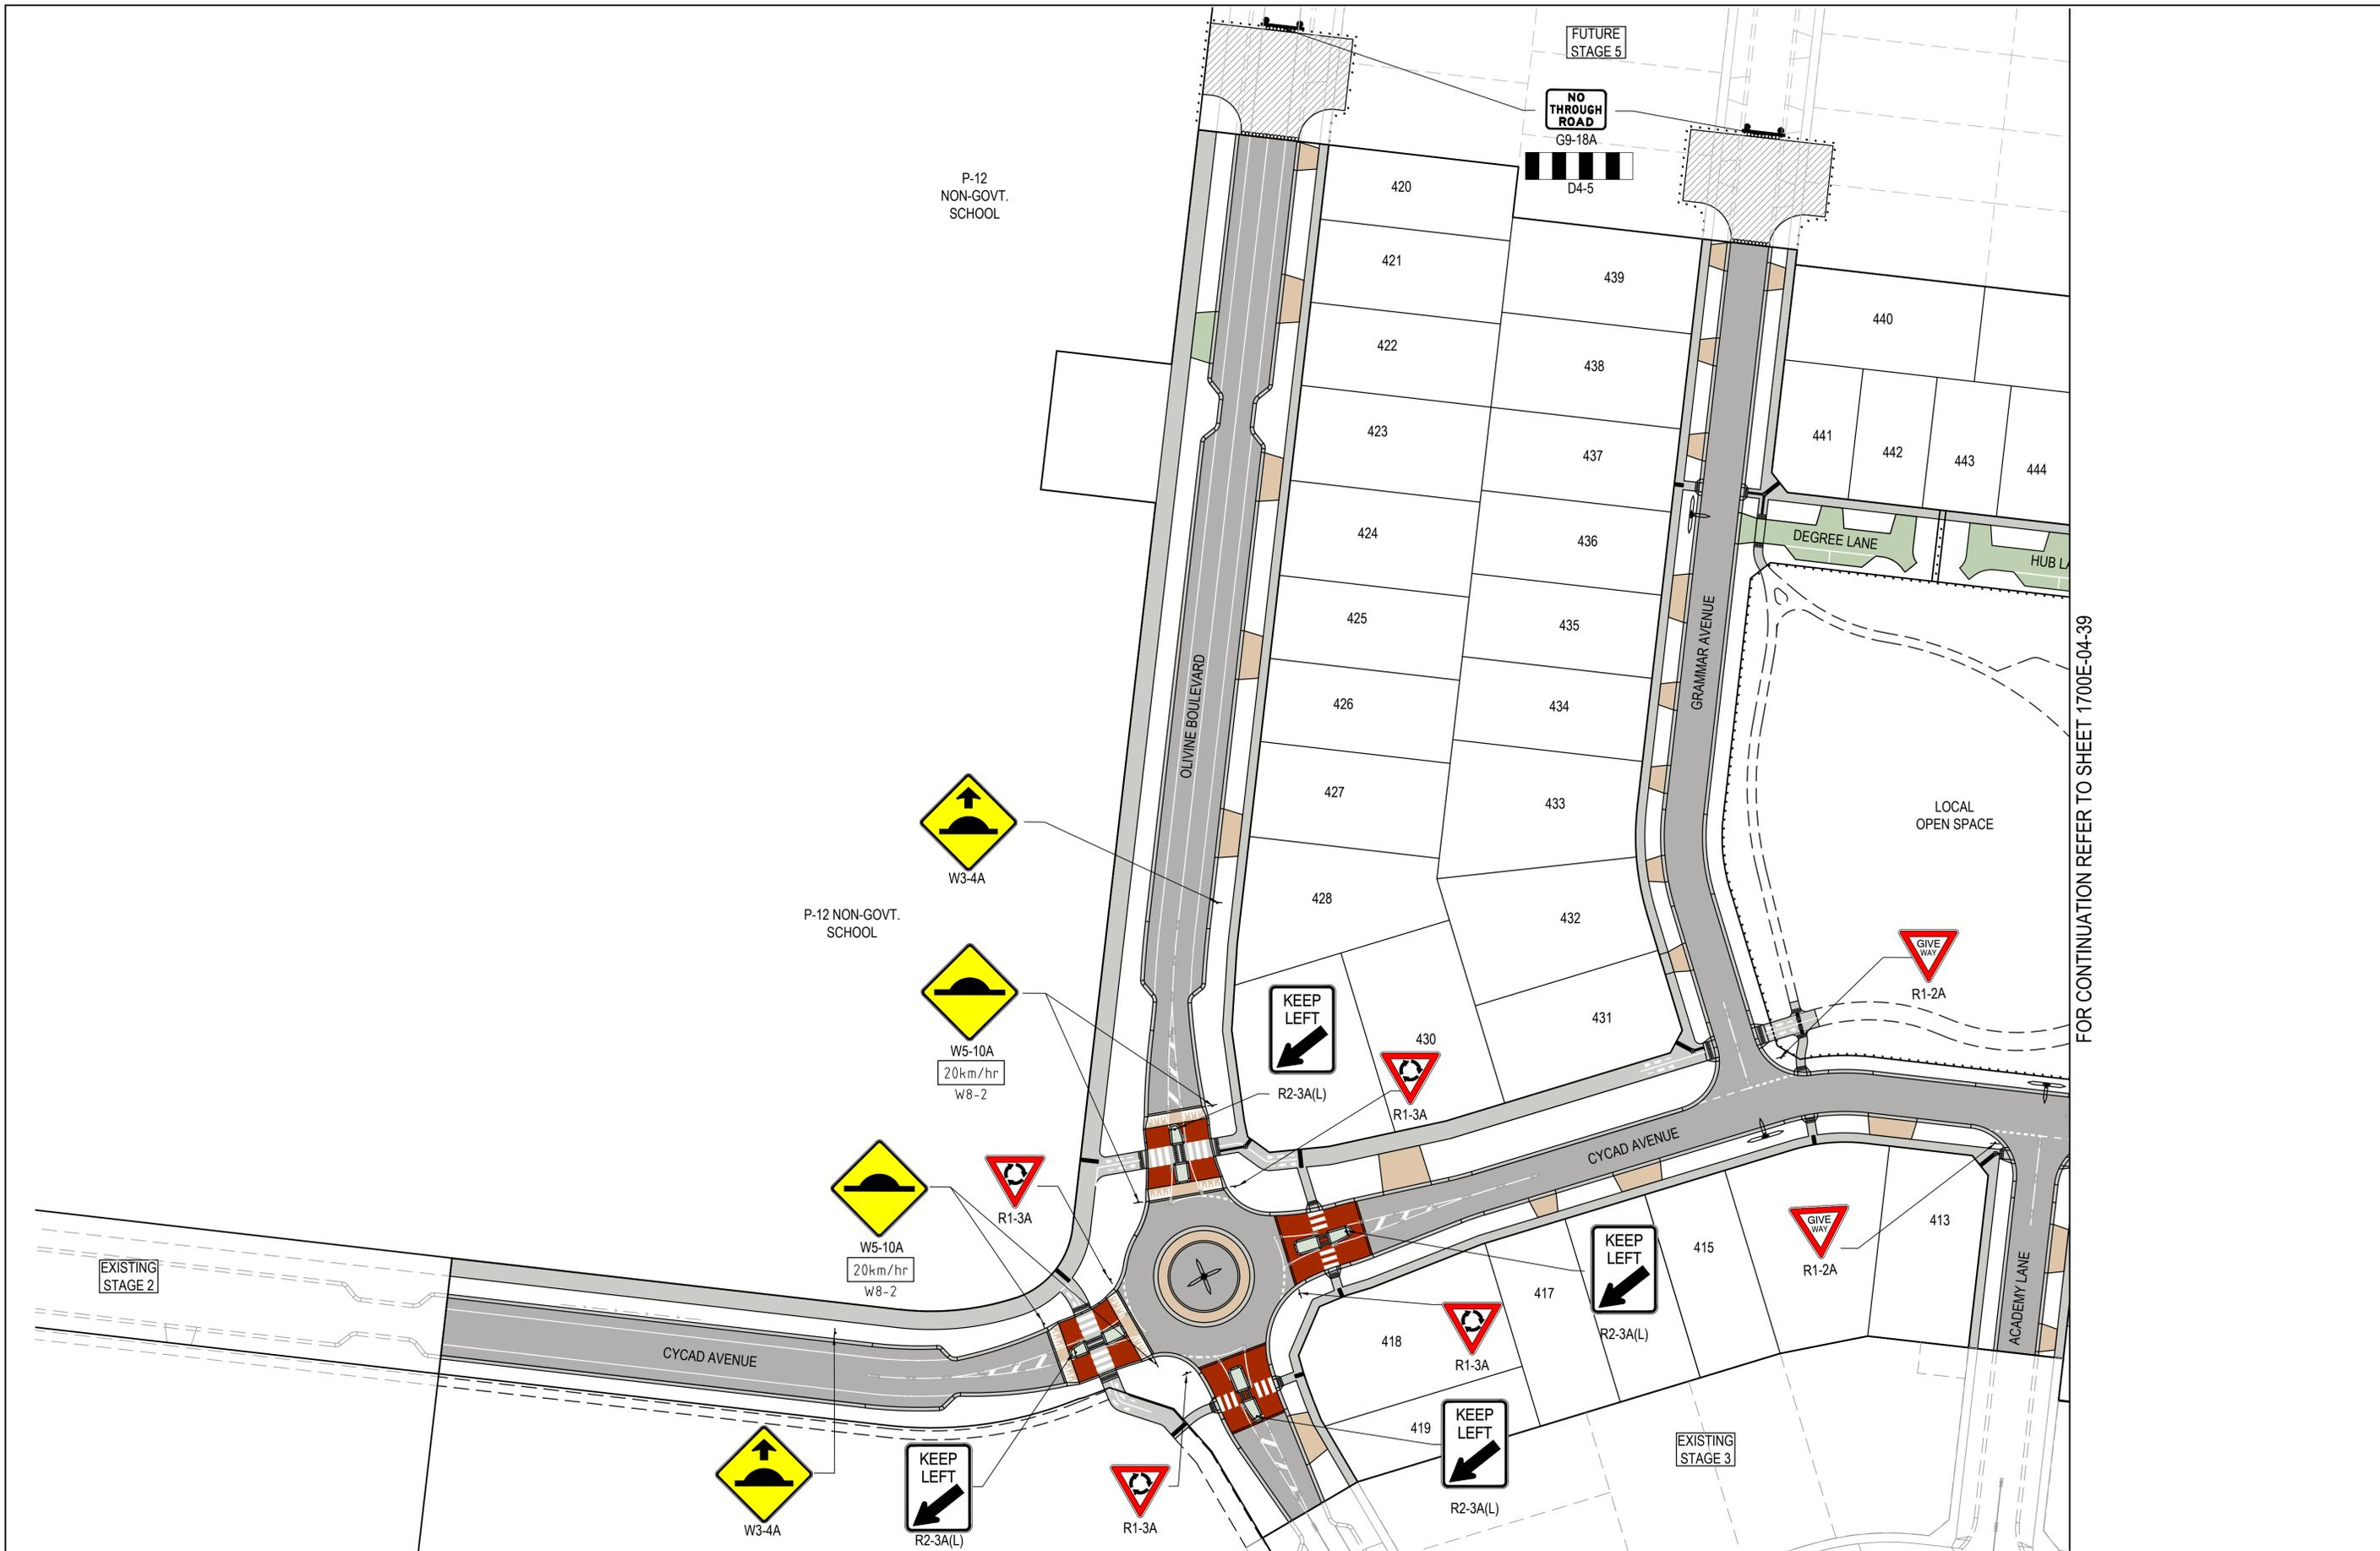 FUTURE
STAGE 5
NO
THROUGH
ROAD
G9-18A
D4-5
P-12
NON-GOVT.
SCHOOL
420
421
422
423
424
425
426
427
428
439
438
437
436
435
434
433
432
431
430
440
441
442
443
444
DEGREE LANE
HUB LA
OLIVINE BOULEVARD
GRAMMAR AVENUE
LOCAL
OPEN SPACE
FOR CONTINUATION REFER TO SHEET 1700E-04-39
W3-4A
P-12 NON-GOVT.
SCHOOL
W5-10A
20km/hr
W8-2
KEEP
LEFT
R2-3A(L)
R1-3A
GIVE
WAY
R1-2A
CYCAD AVENUE
W5-10A
20km/hr
W8-2
R1-3A
EXISTING
STAGE 2
CYCAD AVENUE
W3-4A
KEEP
LEFT
R2-3A(L)
R1-3A
418
419
417
415
413
R1-3A
KEEP
LEFT
R2-3A(L)
KEEP
LEFT
R2-3A(L)
GIVE
WAY
R1-2A
ACADEMY LANE
EXISTING
STAGE 3